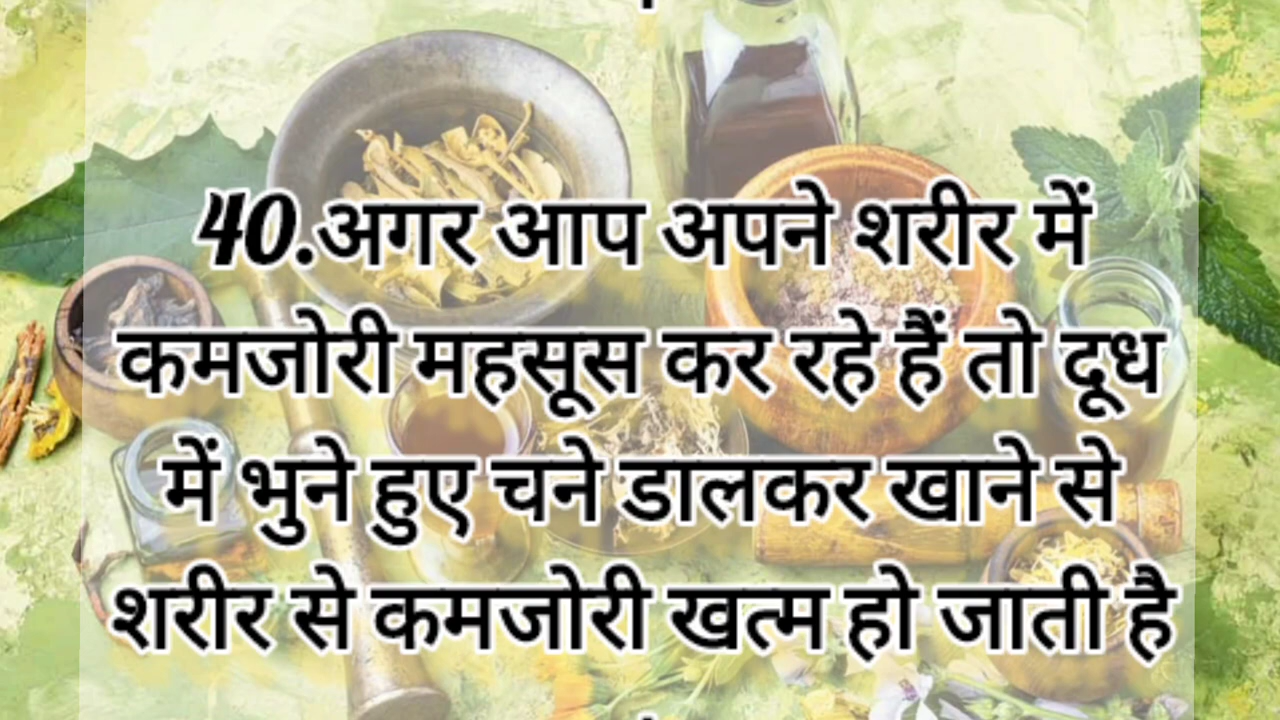 40.अगर आप अपने शरीर में
कमजोरी महसूस कर रहे हैं तो दूध
में भुने हुए चने डालकर खाने से
शरीर से कमजोरी खत्म हो जाती है